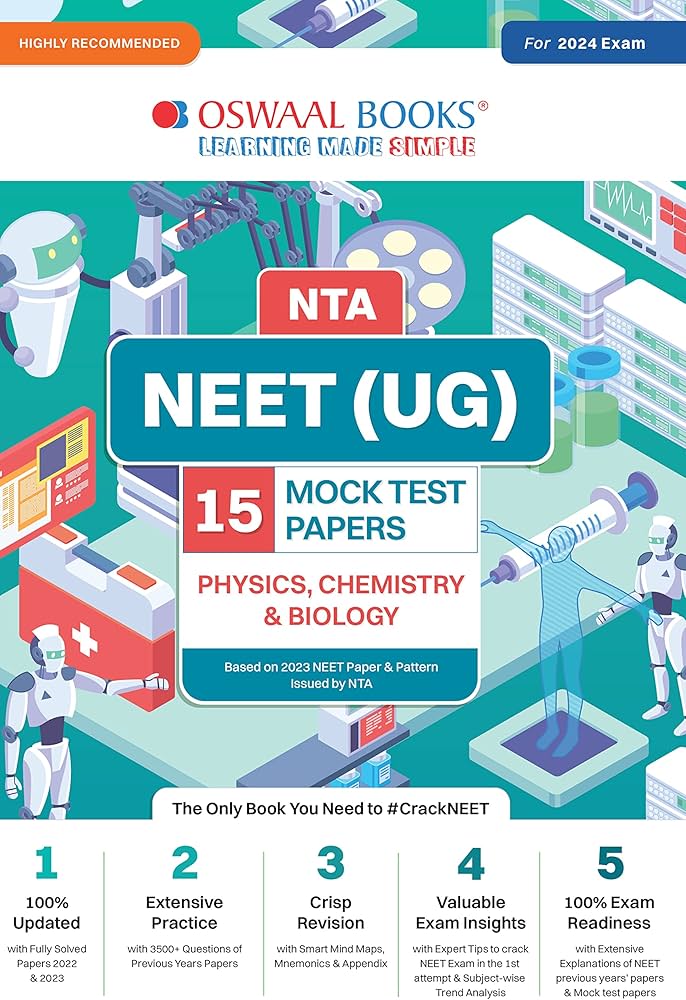 HIGHLY RECOMMENDED
For 2024 Exam
OSWAAL BOOKS®
LEARNING MADE SIMPLE
NTA
NEET (UG)
15
MOCK TEST
PAPERS
PHYSICS, CHEMISTRY
& BIOLOGY
Based on 2023 NEET Paper & Pattern
Issued by NTA
The Only Book You Need to #CrackNEET
1
100%
Updated
with Fully Solved
Papers 2022
& 2023
2
Extensive
Practice
with 3500+ Questions of
Previous Years Papers
3
Crisp
Revision
with Smart Mind Maps,
Mnemonics & Appendix
4
Valuable
Exam Insights
with Expert Tips to crack
NEET Exam in the 1st
attempt & Subject-wise
Trend Analysis
5
100% Exam
Readiness
with Extensive
Explanations of NEET
previous years' papers
& Mock test papers